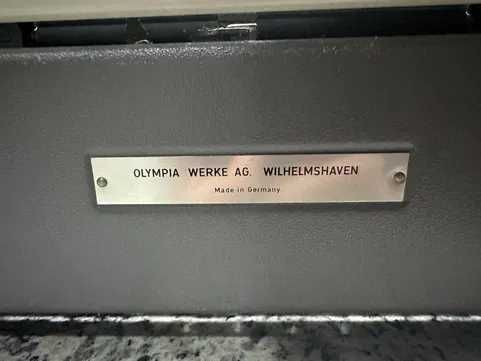 OLYMPIA WERKE AG. WILHELMSHAVEN
Made in Germany